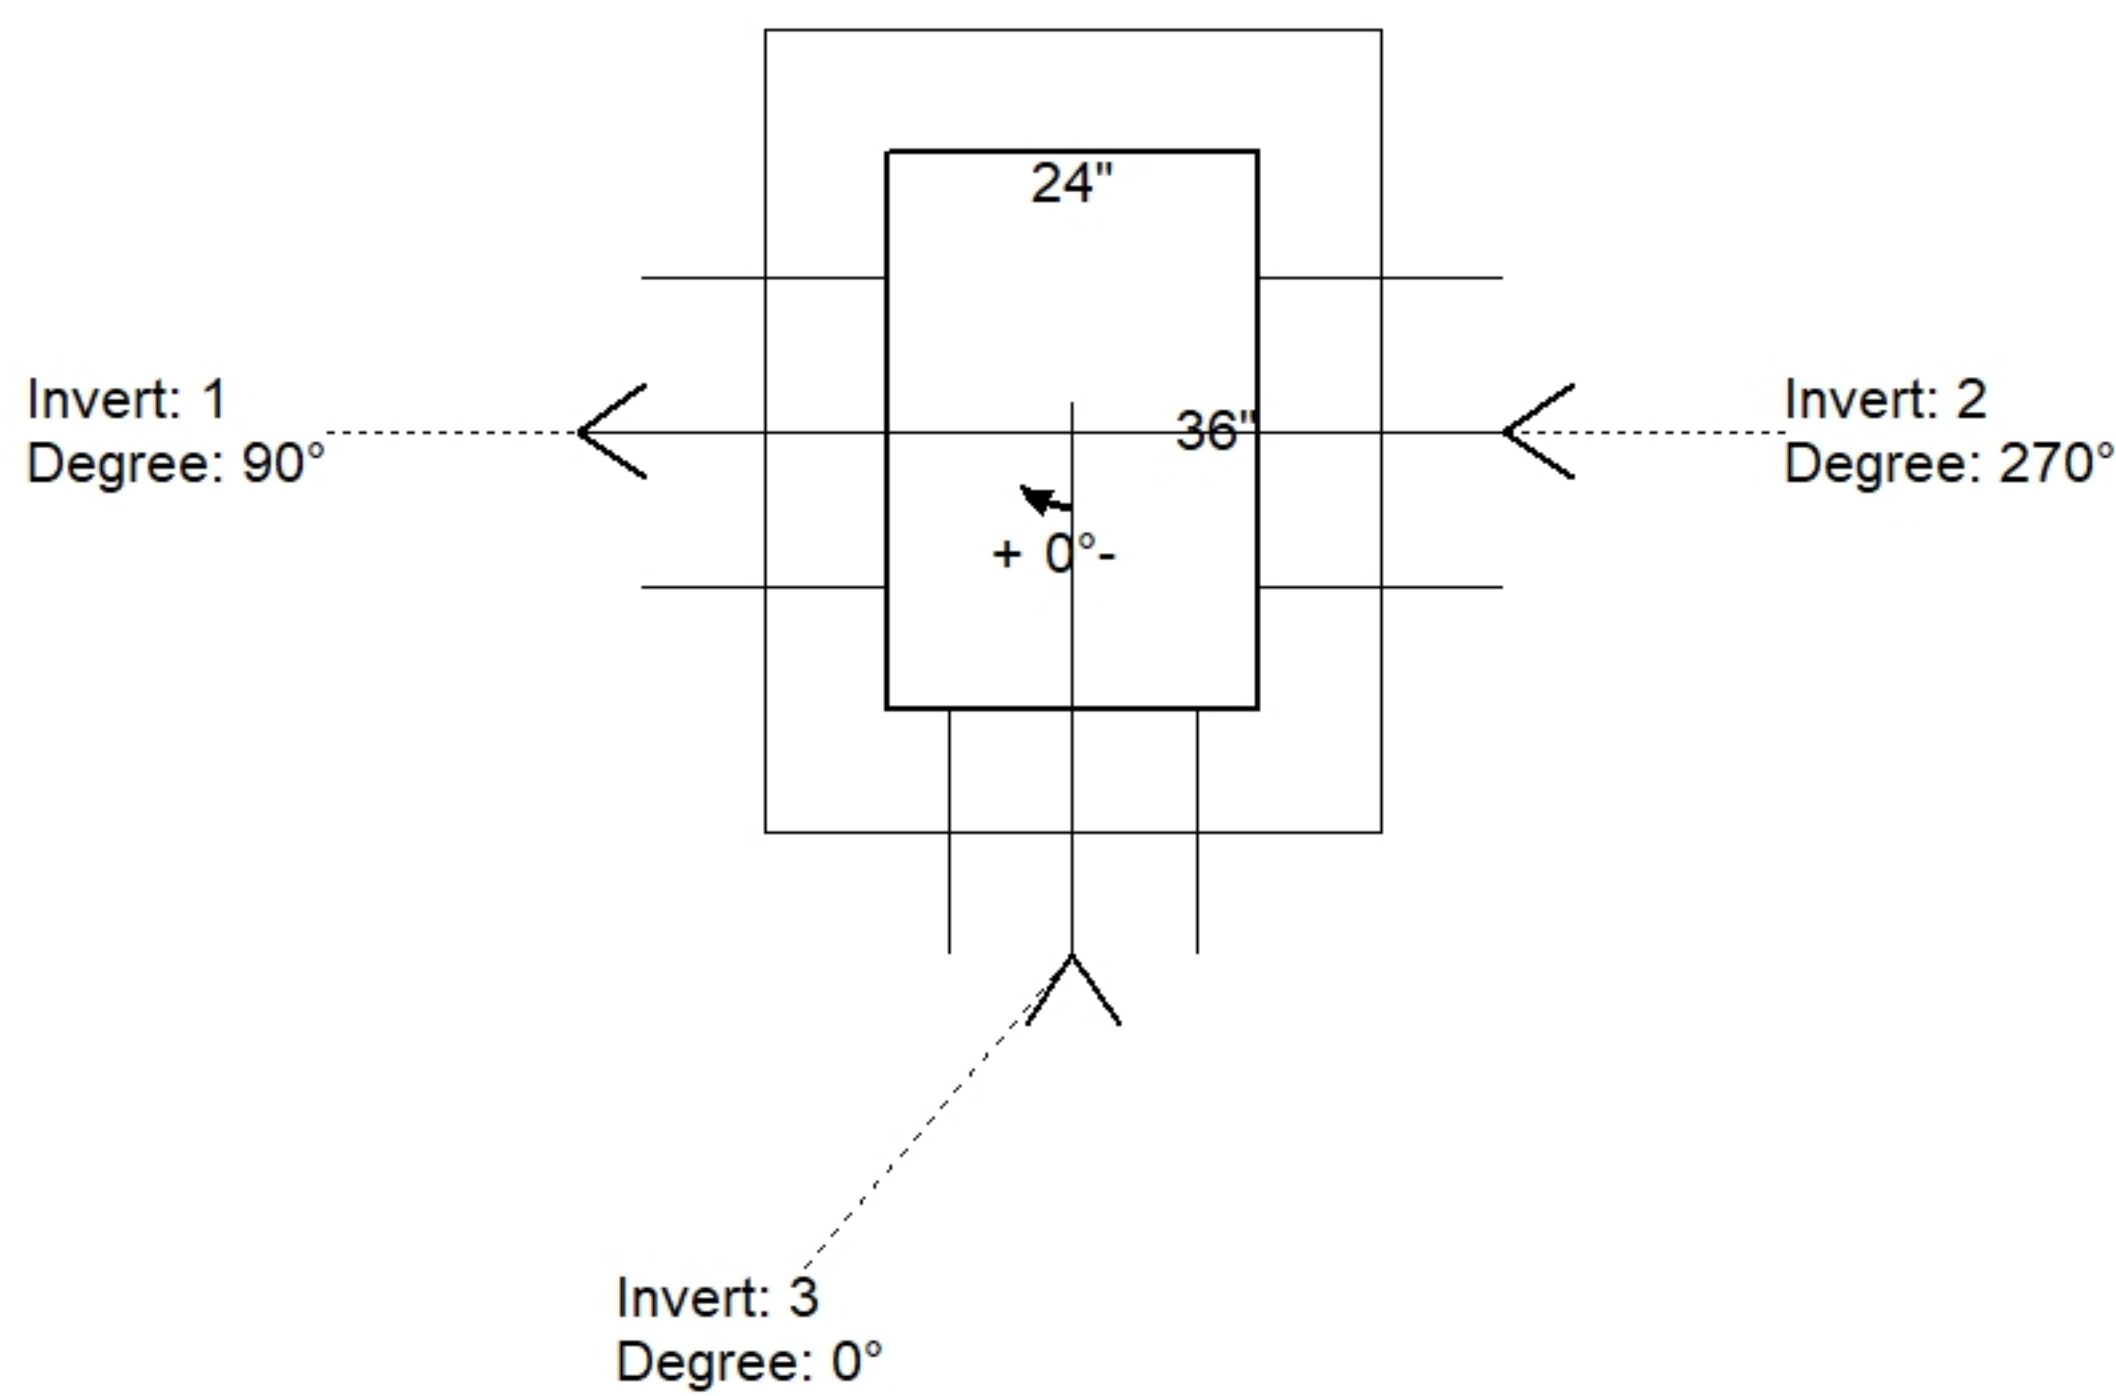 24"
Invert: 1
Degree: 90°
36"
Invert: 2
Degree: 270°
+ 0°-
Invert: 3
Degree: 0°